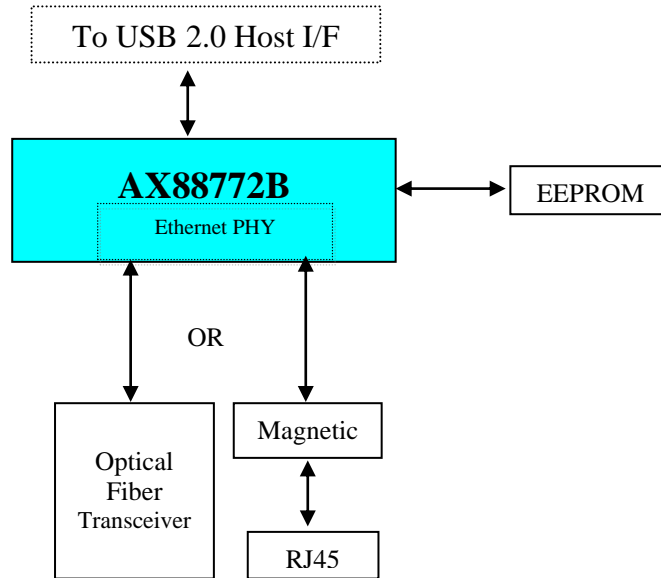 To USB 2.0 Host I/F
AX88772B
Ethernet PHY
EEPROM
OR
Optical
Fiber
Transceiver
Magnetic
RJ45